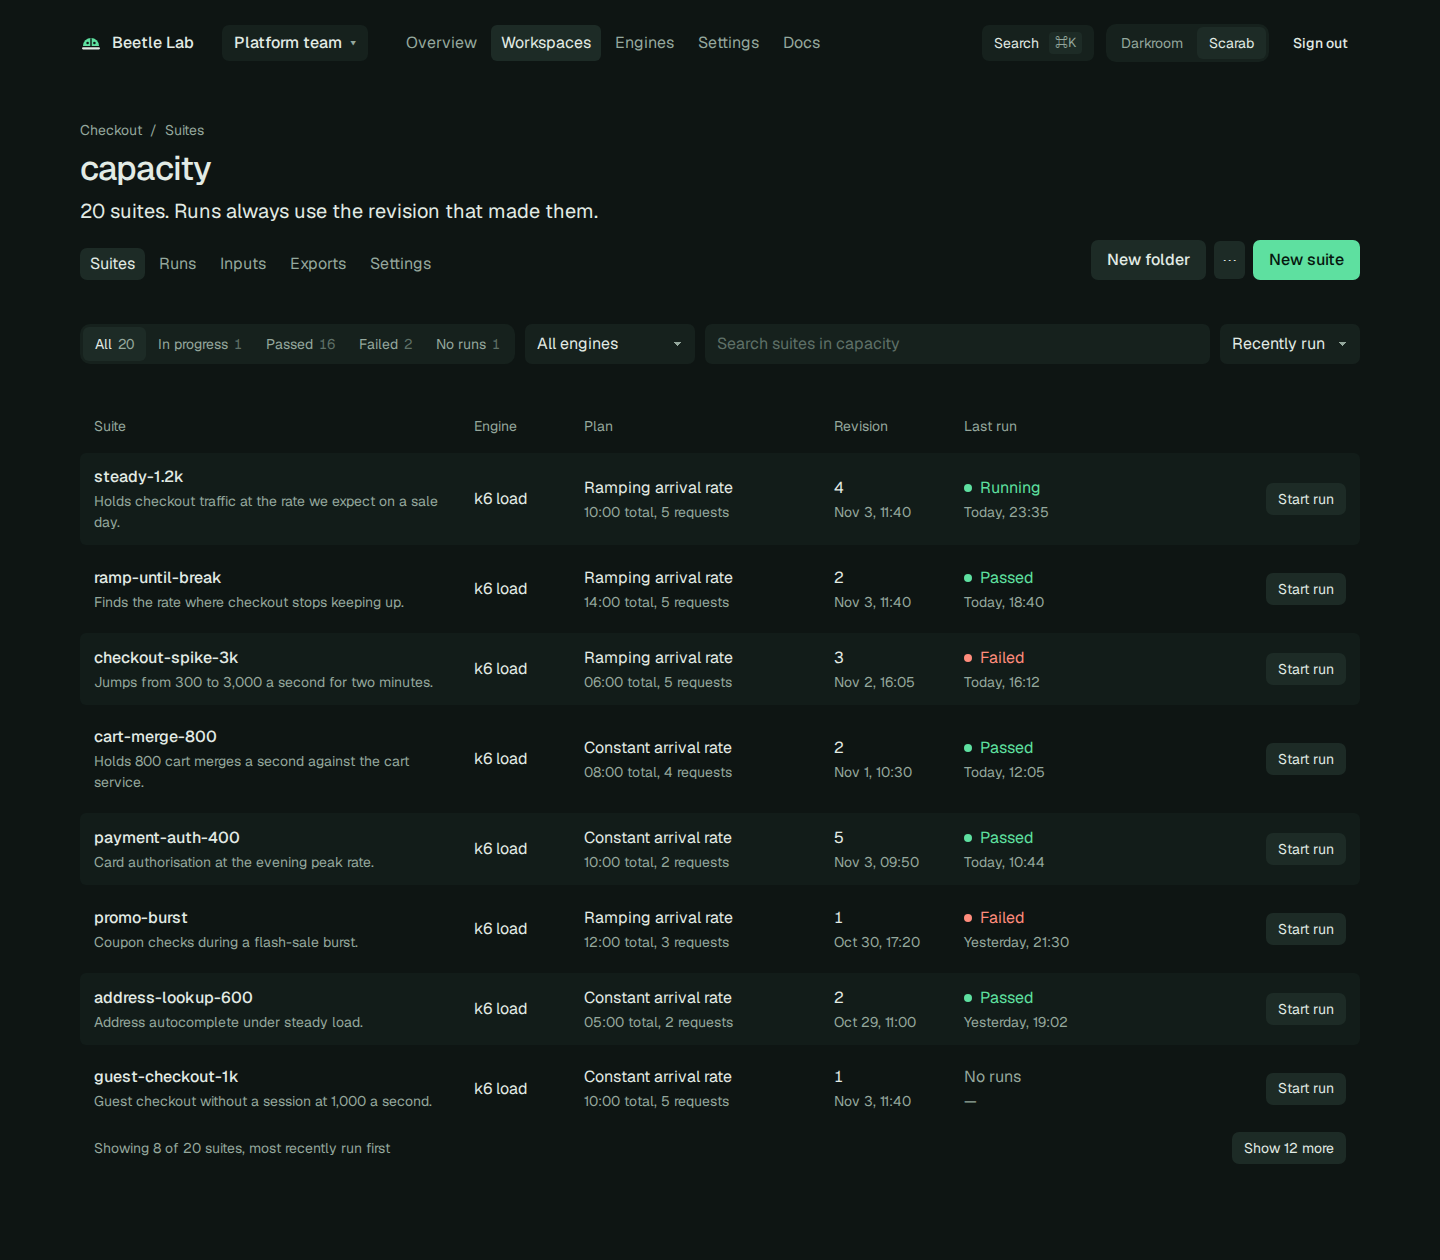 Beetle Lab Platform team Overview Workspaces Engines Settings Docs Search ⌘K Darkroom Scarab Sign out
Checkout / Suites
capacity
20 suites. Runs always use the revision that made them.
Suites Runs Inputs Exports Settings New folder ... New suite
All 20 In progress 1 Passed 16 Failed 2 No runs 1 All engines Search suites in capacity Recently run
Suite Engine Plan Revision Last run
steady-1.2k
Holds checkout traffic at the rate we expect on a sale
day.
k6 load
Ramping arrival rate
10:00 total, 5 requests
4
Nov 3, 11:40
Running
Today, 23:35
Start run
ramp-until-break
Finds the rate where checkout stops keeping up.
k6 load
Ramping arrival rate
14:00 total, 5 requests
2
Nov 3, 11:40
Passed
Today, 18:40
Start run
checkout-spike-3k
Jumps from 300 to 3,000 a second for two minutes.
k6 load
Ramping arrival rate
06:00 total, 5 requests
3
Nov 2, 16:05
Failed
Today, 16:12
Start run
cart-merge-800
Holds 800 cart merges a second against the cart
service.
k6 load
Constant arrival rate
08:00 total, 4 requests
2
Nov 1, 10:30
Passed
Today, 12:05
Start run
payment-auth-400
Card authorisation at the evening peak rate.
k6 load
Constant arrival rate
10:00 total, 2 requests
5
Nov 3, 09:50
Passed
Today, 10:44
Start run
promo-burst
Coupon checks during a flash-sale burst.
k6 load
Ramping arrival rate
12:00 total, 3 requests
1
Oct 30, 17:20
Failed
Yesterday, 21:30
Start run
address-lookup-600
Address autocomplete under steady load.
k6 load
Constant arrival rate
05:00 total, 2 requests
2
Oct 29, 11:00
Passed
Yesterday, 19:02
Start run
guest-checkout-1k
Guest checkout without a session at 1,000 a second.
k6 load
Constant arrival rate
10:00 total, 5 requests
1
Nov 3, 11:40
No runs
—
Start run
Showing 8 of 20 suites, most recently run first Show 12 more